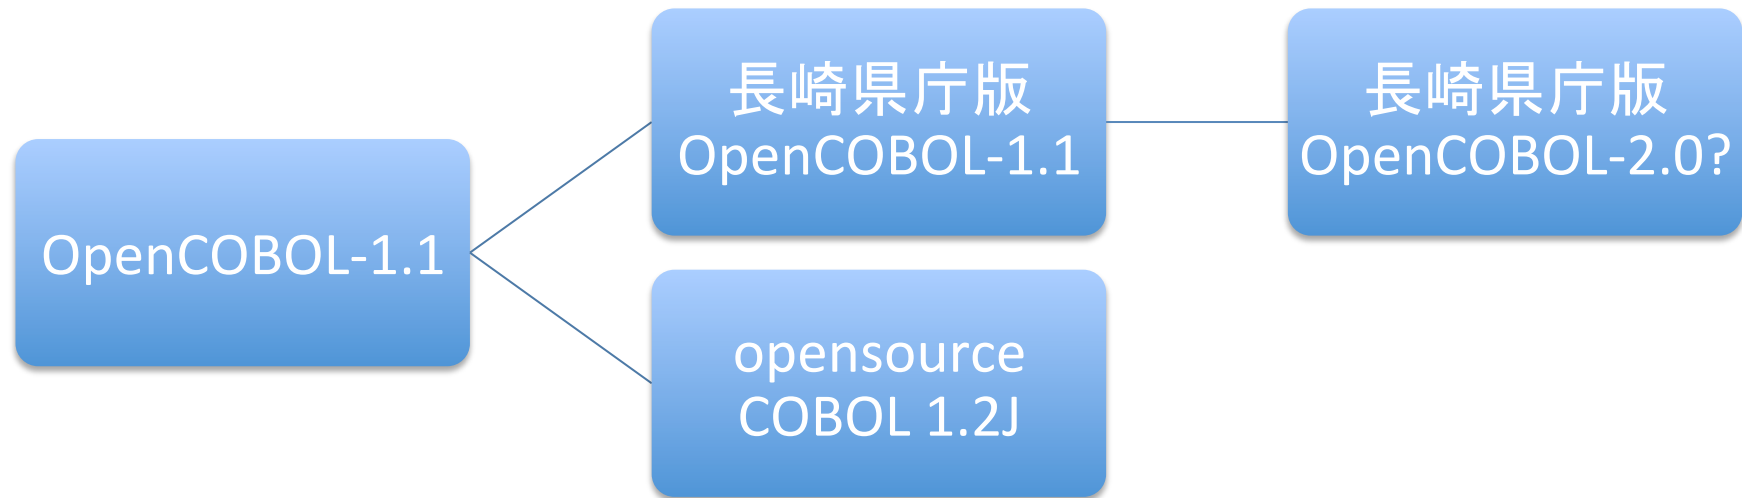 OpenCOBOL-1.1
長崎県庁版
OpenCOBOL-1.1
opensource
COBOL 1.2J
長崎県庁版
OpenCOBOL-2.0?